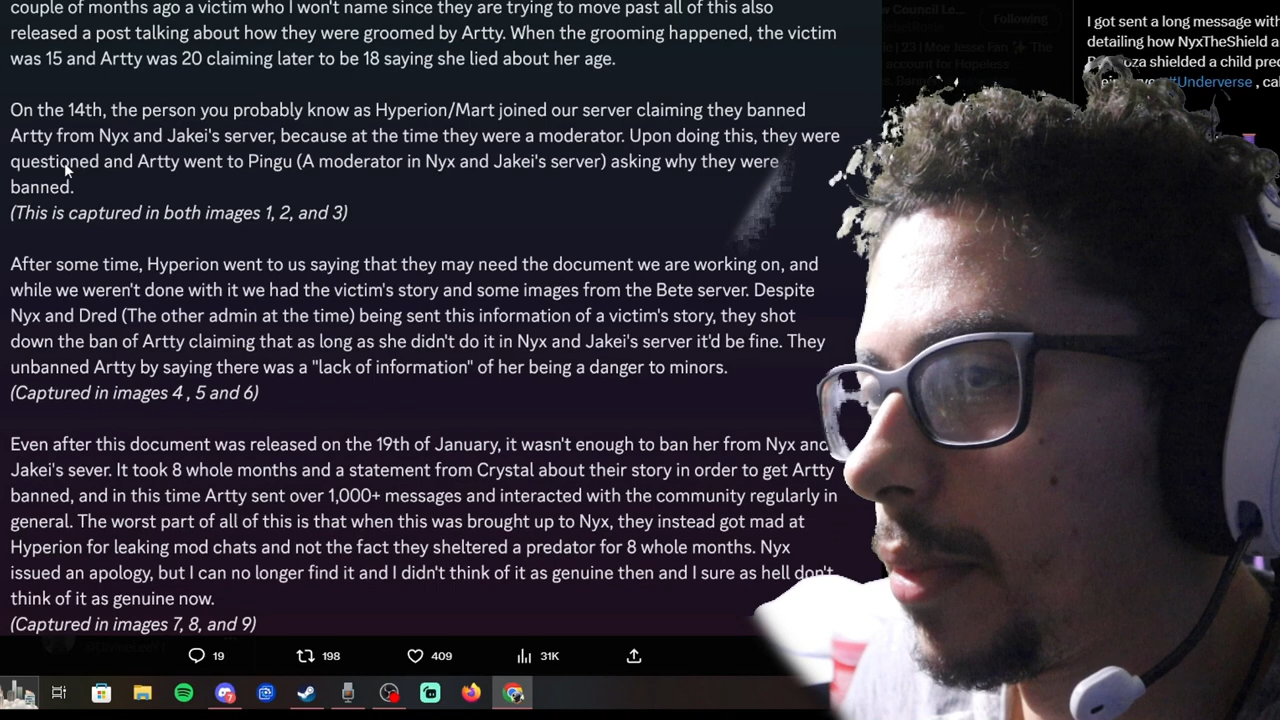 couple of months ago a victim who I won't name since they are trying to move past all of this also
released a post talking about how they were groomed by Artty. When the grooming happened, the victim
was 15 and Artty was 20 claiming later to be 18 saying she lied about her age.
On the 14th, the person you probably know as Hyperion/Mart joined our server claiming they banned
Artty from Nyx and Jakei's server, because at the time they were a moderator. Upon doing this, they were
questioned and Artty went to Pingu (A moderator in Nyx and Jakei's server) asking why they were
banned.
(This is captured in both images 1, 2, and 3)
After some time, Hyperion went to us saying that they may need the document we are working on, and
while we weren't done with it we had the victim's story and some images from the Bete server. Despite
Nyx and Dred (The other admin at the time) being sent this information of a victim's story, they shot
down the ban of Artty claiming that as long as she didn't do it in Nyx and Jakei's server it'd be fine. They
unbanned Artty by saying there was a "lack of information" of her being a danger to minors.
(Captured in images 4 , 5 and 6)
Even after this document was released on the 19th of January, it wasn't enough to ban her from Nyx and
Jakei's sever. It took 8 whole months and a statement from Crystal about their story in order to get Artty
banned, and in this time Artty sent over 1,000+ messages and interacted with the community regularly in
general. The worst part of all of this is that when this was brought up to Nyx, they instead got mad at
Hyperion for leaking mod chats and not the fact they sheltered a predator for 8 whole months. Nyx
issued an apology, but I can no longer find it and I didn't think of it as genuine then and I sure as hell don't
think of it as genuine now.
(Captured in images 7, 8, and 9)
19 198 409 31K
Following
I got sent a long message with
detailing how NyxTheShield a
shielded a child pred
#Underverse , cal